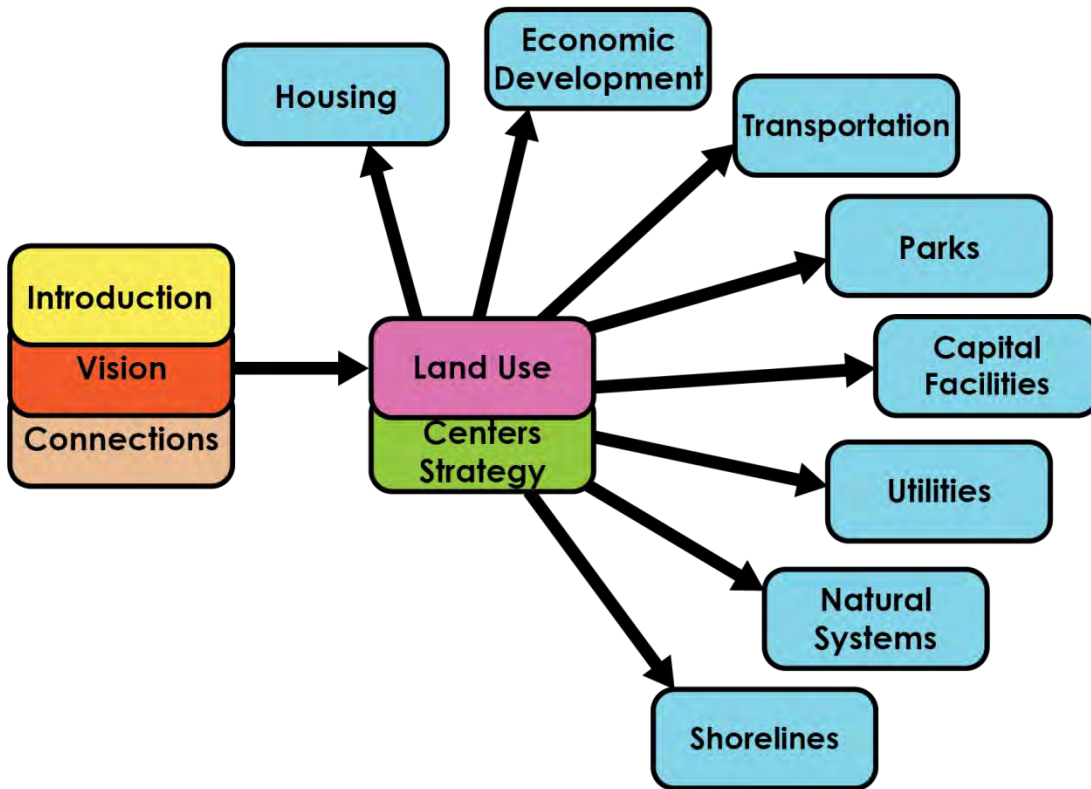 Housing
Economic
Development
Transportation
Parks
Introduction
Vision
Connections
Land Use
Centers
Strategy
Capital
Facilities
Utilities
Natural
Systems
Shorelines